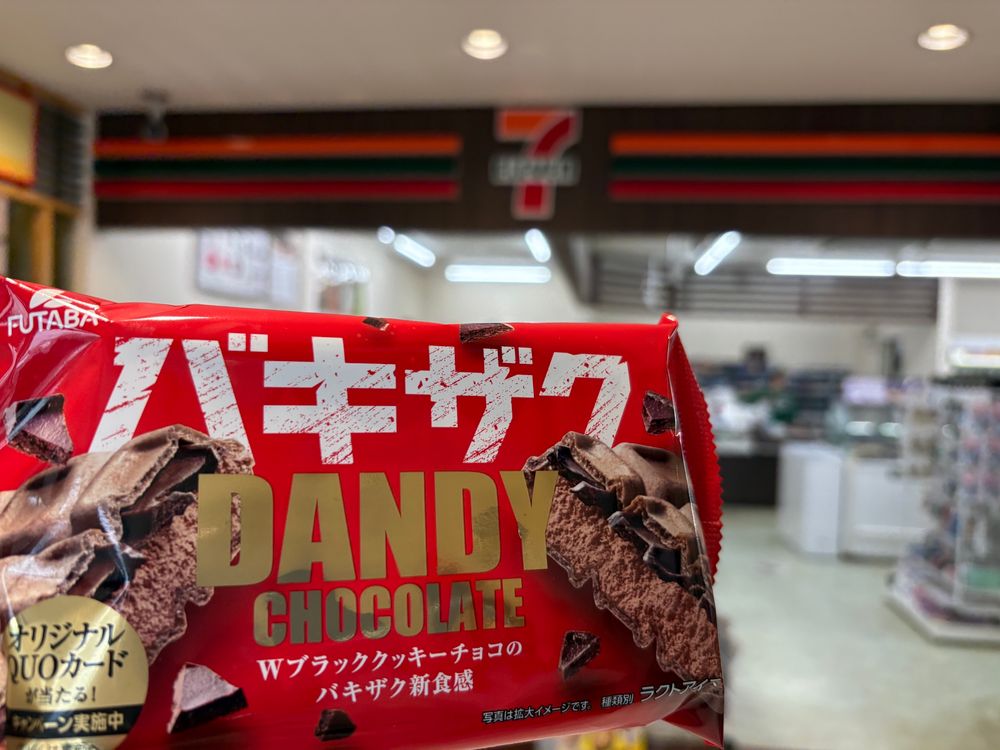 7
FUTABA
バキザク
DANDY
CHOCOLATE
Wブラッククッキーチョコの
バキザク新食感
オリジナル
QUOカード
が当たる!
キャンペーン実施中
写真は拡大イメージです。 種類別 ラクトアイス